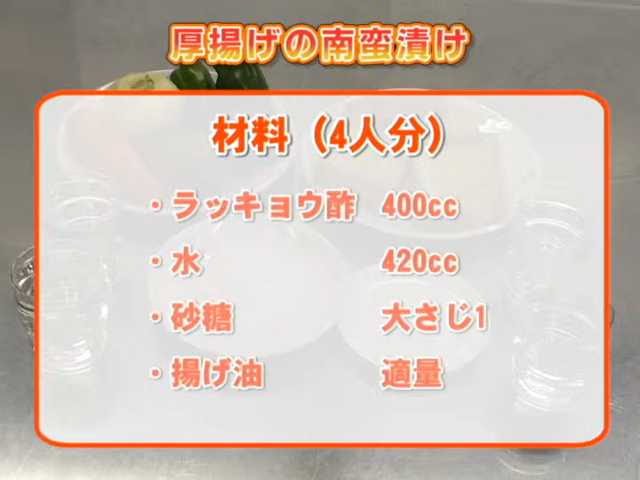 厚揚げの南蛮漬け
材料（4人分）
・ラッキョウ酢 400cc
・水 420cc
・砂糖 大さじ1
・揚げ油 適量